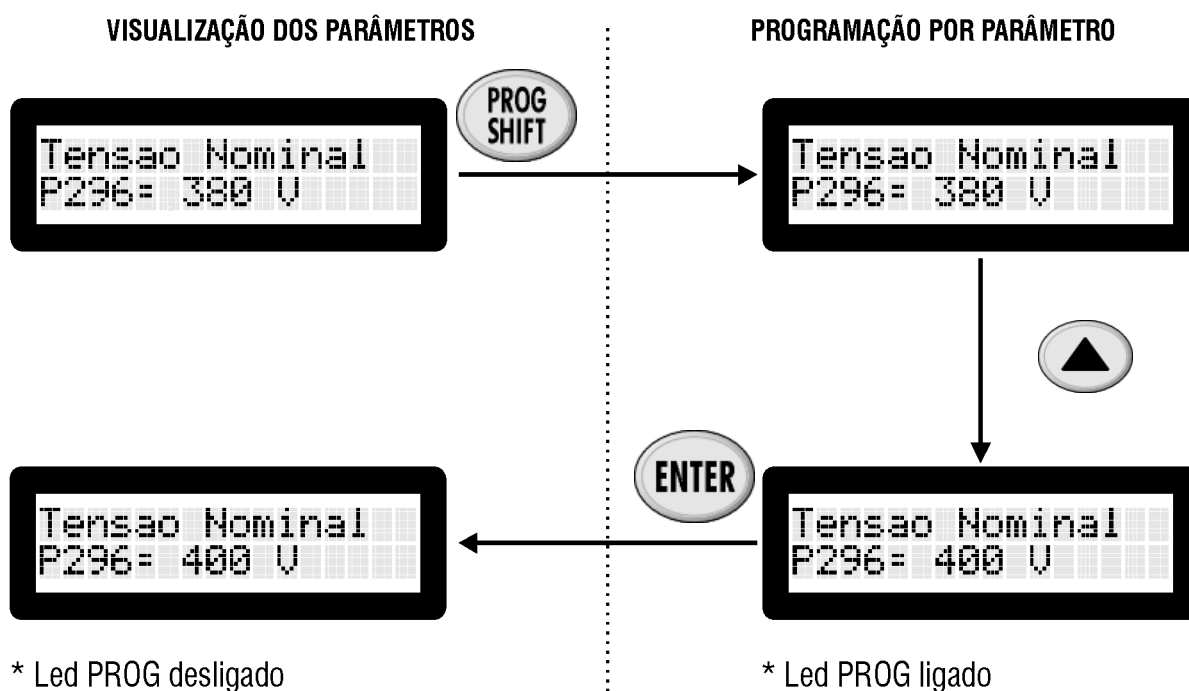 VISUALIZAÇÃO DOS PARÂMETROS
PROGRAMAÇÃO POR PARÂMETRO
Tensao Nominal
P296= 380 V
PROG
SHIFT
Tensao Nominal
P296= 380 V
Tensao Nominal
P296= 400 V
ENTER
Tensao Nominal
P296= 400 V
* Led PROG desligado
* Led PROG ligado